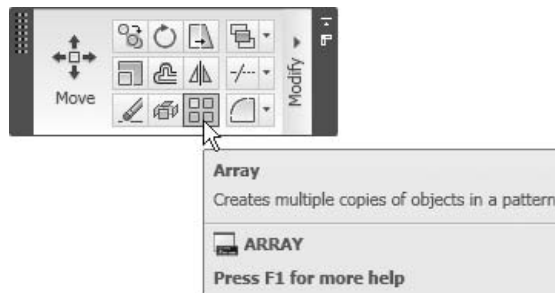 Move
Modify
Array
Creates multiple copies of objects in a pattern
ARRAY
Press F1 for more help